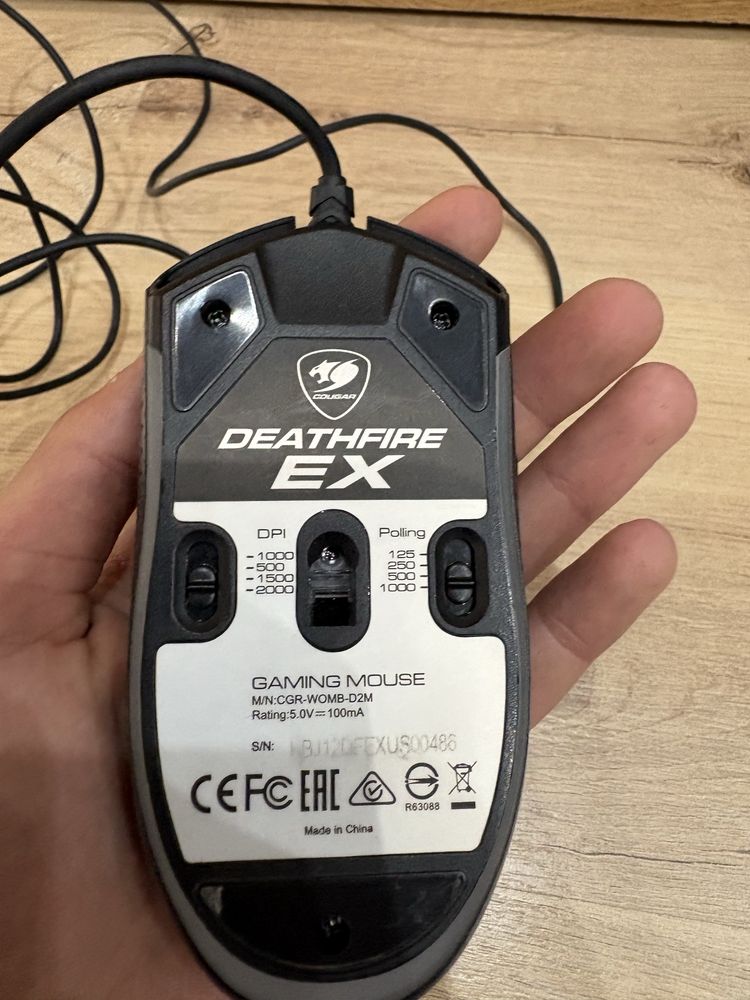 COUGAR
DEATHFIRE
EX
DPI
1000
500
1500
2000
Polling
125
250
500
1000
GAMING MOUSE
M/N:CGR-WOMB-D2M
Rating:5.0V⎓100mA
S/N:
CE FC EAC
R63088
Made in China